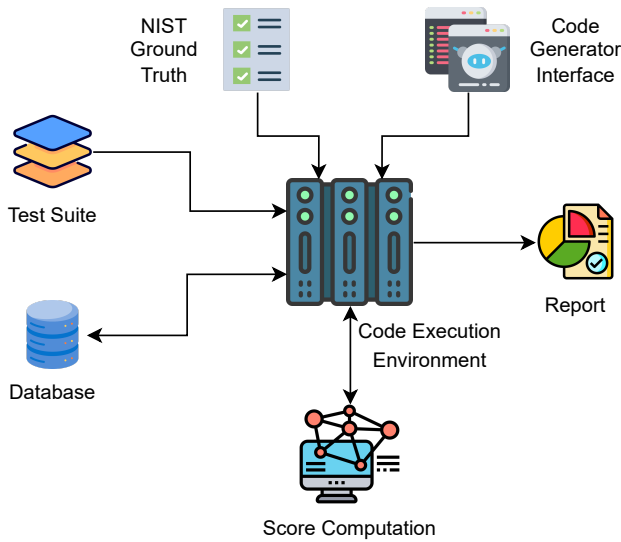 NIST
Ground
Truth
Code
Generator
Interface
Test Suite
Report
Code Execution
Environment
Database
Score Computation